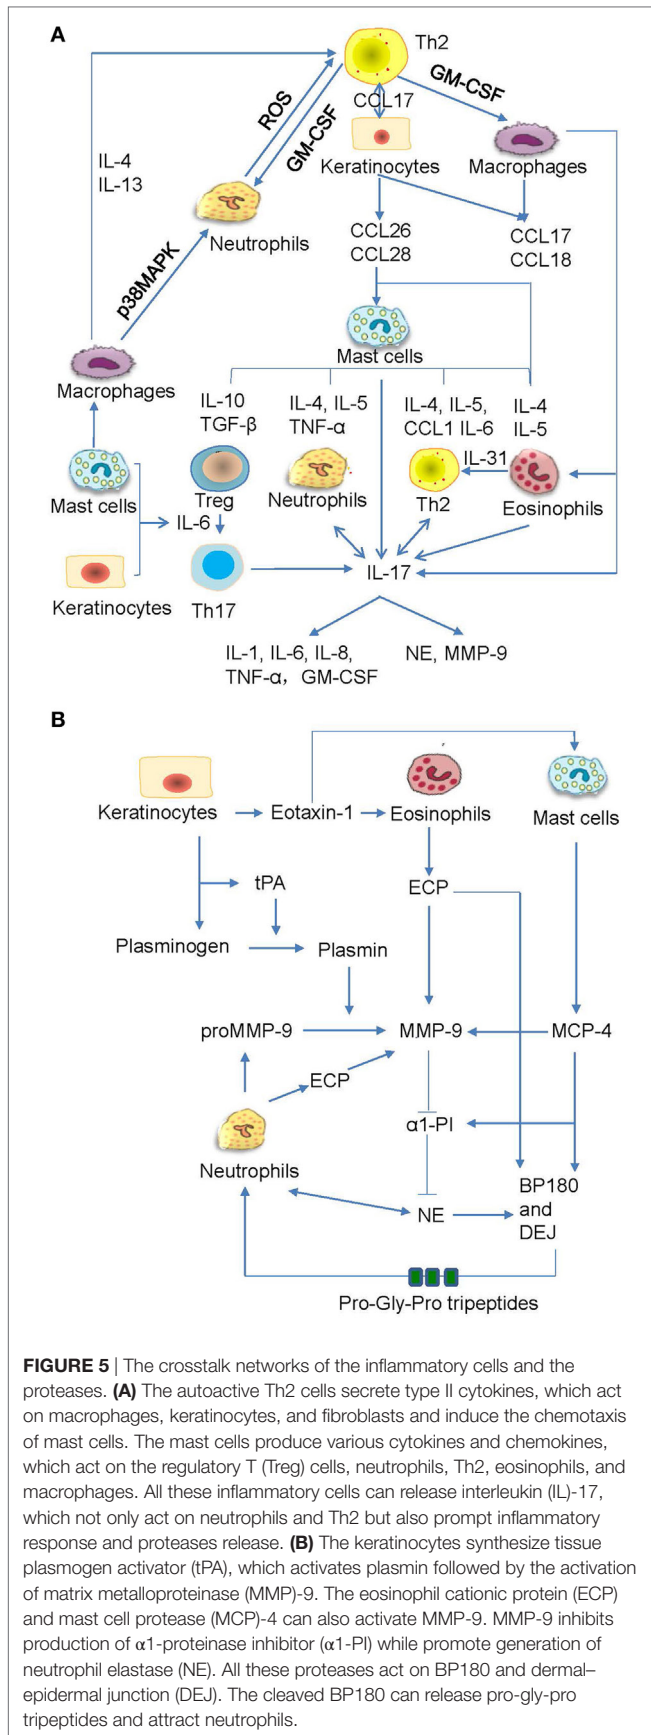 A
Th2
GM-CSF
ROS
GM-CSF
CCL17
IL-4
IL-13
Keratinocytes
Macrophages
Neutrophils
CCL26
CCL28
CCL17
CCL18
p38MAPK
Mast cells
Macrophages
IL-10
TGF-β
IL-4, IL-5
TNF-α
IL-4, IL-5,
CCL1 IL-6
IL-4
IL-5
IL-31
Mast cells
Treg
Neutrophils
Th2
Eosinophils
IL-6
IL-17
Keratinocytes
Th17
IL-1, IL-6, IL-8,
TNF-α, GM-CSF
NE, MMP-9
B
Keratinocytes
Eotaxin-1
Eosinophils
Mast cells
tPA
ECP
Plasminogen
Plasmin
proMMP-9
MMP-9
MCP-4
ECP
α1-PI
Neutrophils
BP180
and
DEJ
NE
Pro-Gly-Pro tripeptides
FIGURE 5 | The crosstalk networks of the inflammatory cells and the
proteases. (A) The autoactive Th2 cells secrete type II cytokines, which act
on macrophages, keratinocytes, and fibroblasts and induce the chemotaxis
of mast cells. The mast cells produce various cytokines and chemokines,
which act on the regulatory T (Treg) cells, neutrophils, Th2, eosinophils, and
macrophages. All these inflammatory cells can release interleukin (IL)-17,
which not only act on neutrophils and Th2 but also prompt inflammatory
response and proteases release. (B) The keratinocytes synthesize tissue
plasmogen activator (tPA), which activates plasmin followed by the activation
of matrix metalloproteinase (MMP)-9. The eosinophil cationic protein (ECP)
and mast cell protease (MCP)-4 can also activate MMP-9. MMP-9 inhibits
production of α1-proteinase inhibitor (α1-PI) while promote generation of
neutrophil elastase (NE). All these proteases act on BP180 and dermal–
epidermal junction (DEJ). The cleaved BP180 can release pro-gly-pro
tripeptides and attract neutrophils.